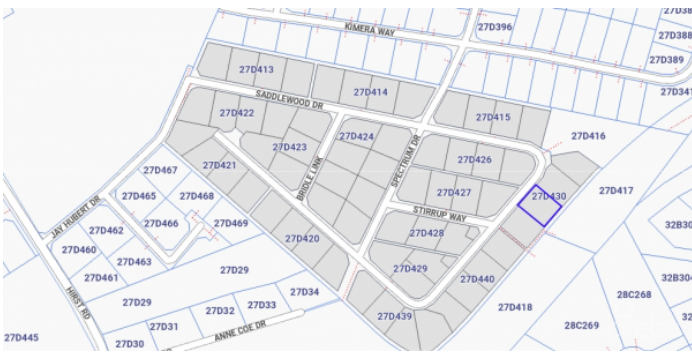 KIMERA WAY
27D396
27D388
27D389
27D413
27D414
SADDLEWOOD DR
27D415
27D416
27D422
27D424
27D423
27D426
27D421
27D467
27D465
27D468
BRIDLE LINK
SPECTRUM DR
27D427
27D430
27D417
JAY HUBERT DR
27D462
27D466
27D469
STIRRUP WAY
27D428
27D460
27D463
27D461
27D420
27D429
27D440
27D29
27D29
27D34
HIRST RD
27D32
27D33
27D31
ANNE COE DR
27D30
27D445
27D439
27D418
28C268
28C269